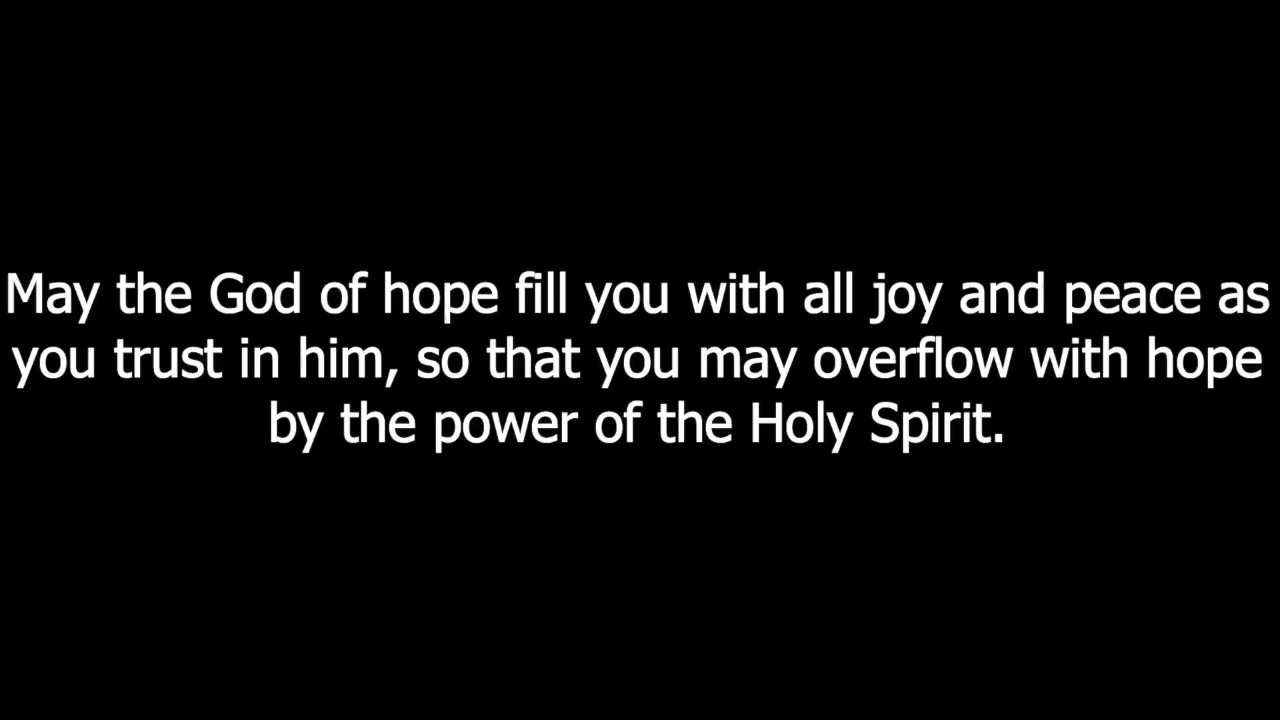 May the God of hope fill you with all joy and peace as
you trust in him, so that you may overflow with hope
by the power of the Holy Spirit.